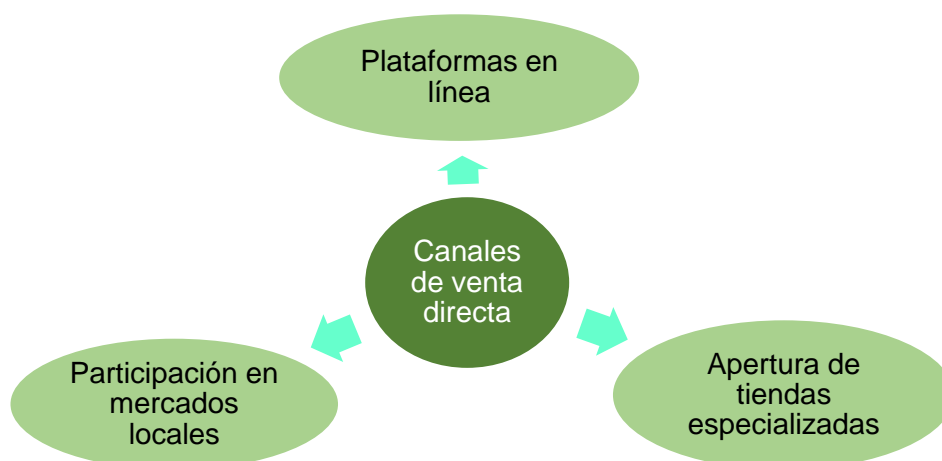 Plataformas en
línea
Canales
de venta
directa
Participación en
mercados
locales
Apertura de
tiendas
especializadas